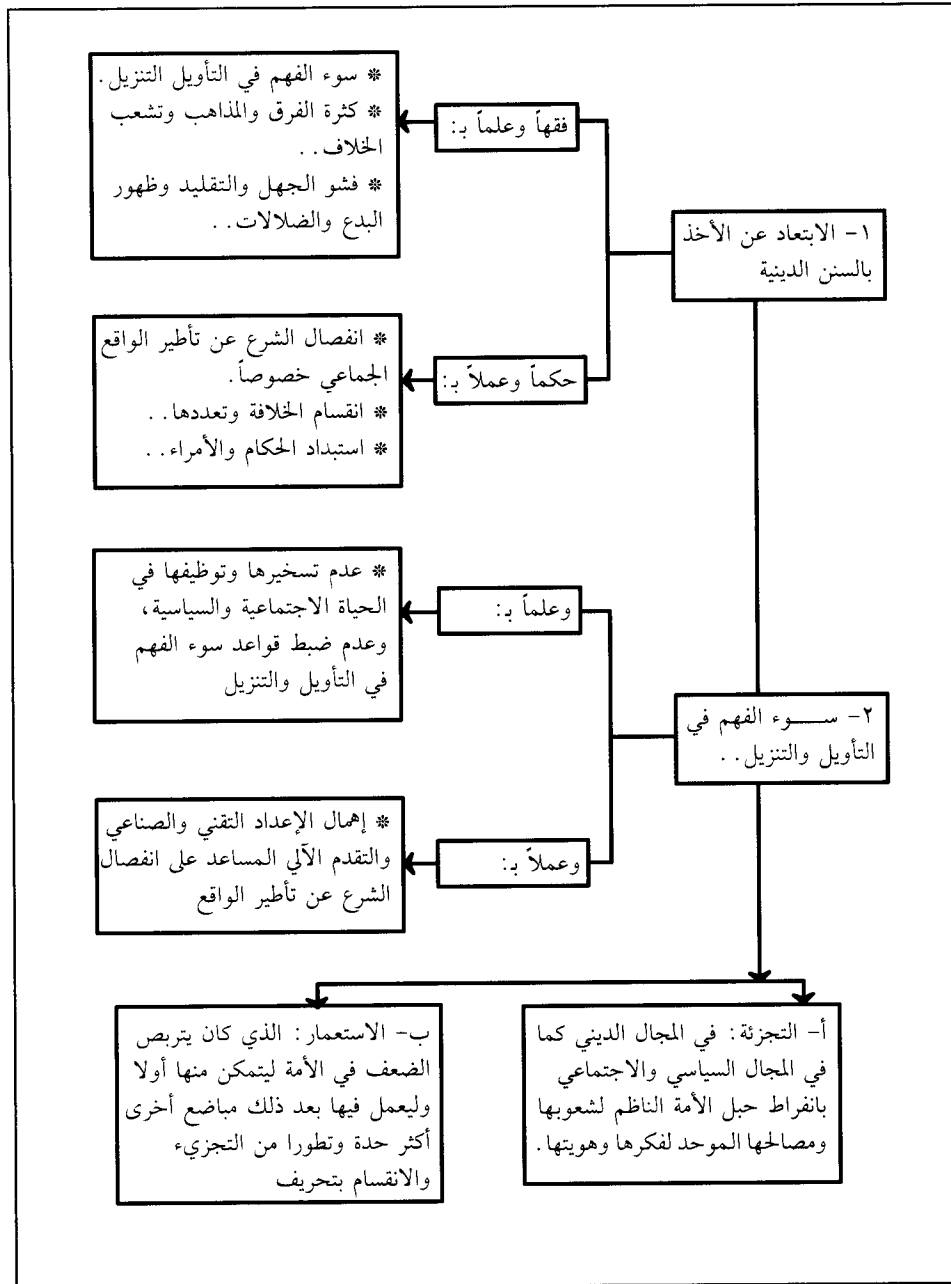 ١- الابتعاد عن الأخذ
بالسنن الدينية
فقهاً وعلماً بـ:
* سوء الفهم في التأويل التنزيل.
* كثرة الفرق والمذاهب وتشعب
الخلاف..
* فشو الجهل والتقليد وظهور
البدع والضلالات..
حكماً وعملاً بـ:
* انفصال الشرع عن تأطير الواقع
الجماعي خصوصاً.
* انقسام الخلافة وتعددها..
* استبداد الحكام والأمراء..
٢- ســـوء الفهم في
التأويل والتنزيل..
وعلماً بـ:
* عدم تسخيرها وتوظيفها في
الحياة الاجتماعية والسياسية،
وعدم ضبط قواعد سوء الفهم
في التأويل والتنزيل
وعملاً بـ:
* إهمال الإعداد التقني والصناعي
والتقدم الآلي المساعد على انفصال
الشرع عن تأطير الواقع
أ- التجزئة: في المجال الديني كما
في المجال السياسي والاجتماعي
بانفراط حبل الأمة الناظم لشعوبها
ومصالحها الموحد لفكرها وهويتها.
ب- الاستعمار: الذي كان يتربص
الضعف في الأمة ليتمكن منها أولا
وليعمل فيها بعد ذلك مباضع أخرى
أكثر حدة وتطورا من التجزيء
والانقسام بتحريف